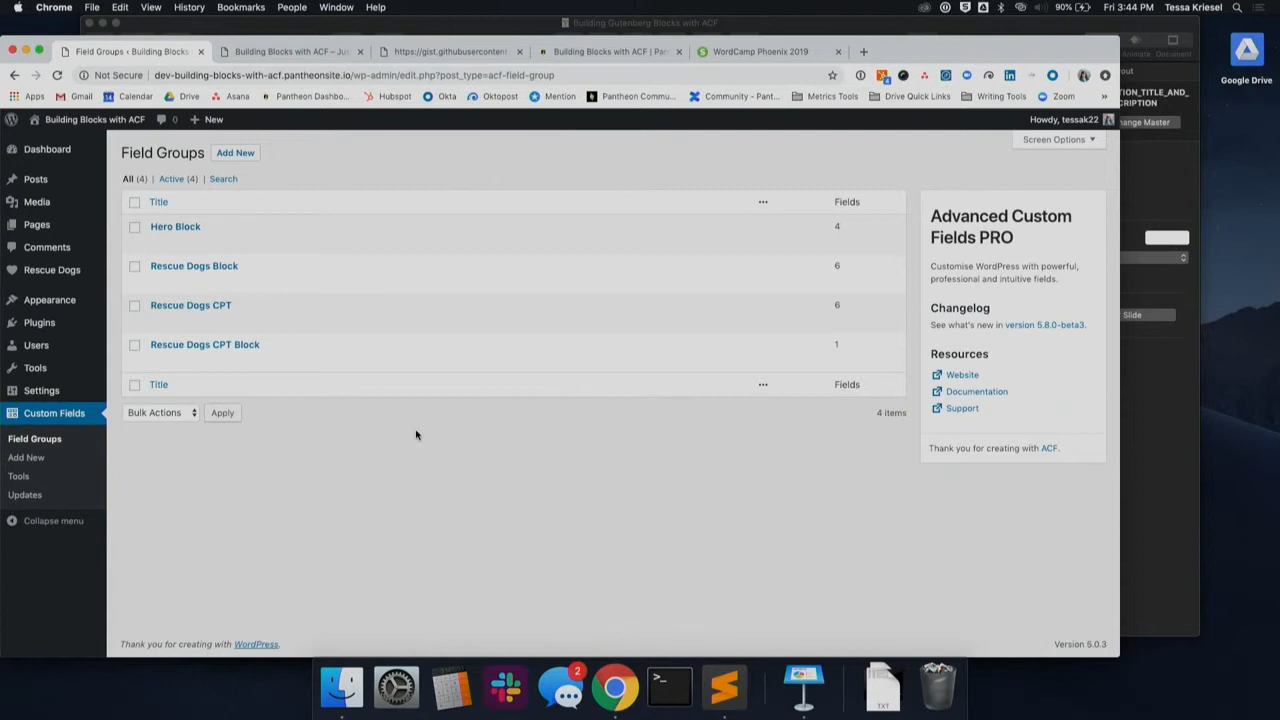 Chrome File Edit View History Bookmarks People Window Help 90% Fri 3:44 PM Tessa Kriesel
Building Gutenberg Blocks with ACF
Field Groups ‹ Building Blocks
Building Blocks with ACF – Jus
https://gist.githubusercontent
Building Blocks with ACF | Pan
WordCamp Phoenix 2019
Animate Document
Not Secure dev-building-blocks-with-acf.pantheonsite.io/wp-admin/edit.php?post_type=acf-field-group
Google Drive
Apps Gmail Calendar Drive Asana Pantheon Dashbo... Hubspot Okta Oktopost Mention Pantheon Commu... Community - Pant... Metrics Tools Drive Quick Links Writing Tools Zoom »
TION_TITLE_AND_
CRIPTION
Building Blocks with ACF 0 New Howdy, tessak22
hange Master
Screen Options
Field Groups Add New
All (4) | Active (4) | Search
Dashboard
Posts
Media
Pages
Comments
Rescue Dogs
Appearance
Plugins
Users
Tools
Settings
Custom Fields
Field Groups
Add New
Tools
Updates
Collapse menu
Title ... Fields
Hero Block 4
Rescue Dogs Block 6
Rescue Dogs CPT 6
Rescue Dogs CPT Block 1
Title ... Fields
Bulk Actions Apply 4 items
Advanced Custom
Fields PRO
Customise WordPress with powerful,
professional and intuitive fields.
Changelog
See what's new in version 5.8.0-beta3.
Resources
Website
Documentation
Support
Thank you for creating with ACF.
Slide
Thank you for creating with WordPress. Version 5.0.3
2
TXT